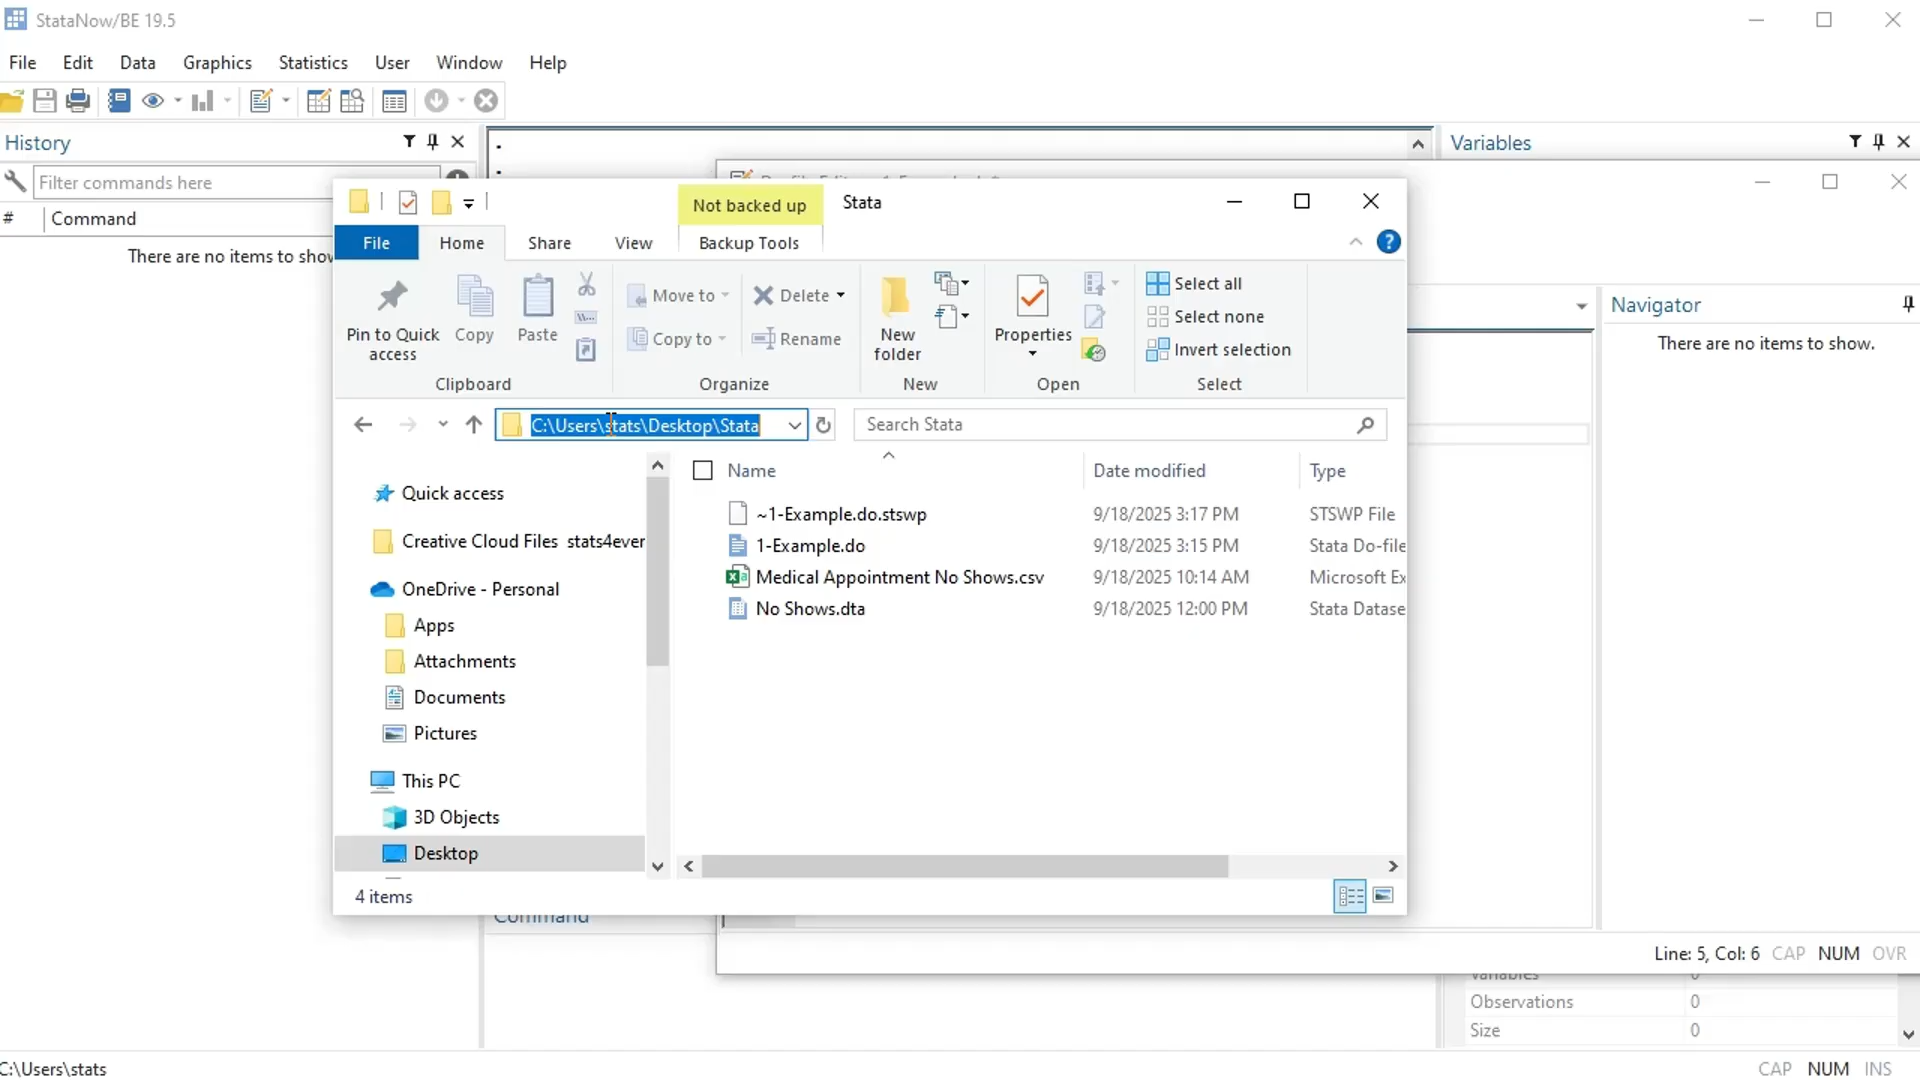 StataNow/BE 19.5
File Edit Data Graphics Statistics User Window Help
History
Filter commands here
# Command
There are no items to show
.
Variables
Not backed up
Stata
File Home Share View Backup Tools
Pin to Quick access
Copy
Paste
Clipboard
Move to
Copy to
Delete
Rename
Organize
New folder
New
Properties
Open
Select all
Select none
Invert selection
Select
C:\Users\stats\Desktop\Stata
Search Stata
Quick access
Creative Cloud Files stats4ever
OneDrive - Personal
Apps
Attachments
Documents
Pictures
This PC
3D Objects
Desktop
Name Date modified Type
~1-Example.do.stswp 9/18/2025 3:17 PM STSWP File
1-Example.do 9/18/2025 3:15 PM Stata Do-file
Medical Appointment No Shows.csv 9/18/2025 10:14 AM Microsoft Ex
No Shows.dta 9/18/2025 12:00 PM Stata Datase
4 items
Navigator
There are no items to show.
Command
Line: 5, Col: 6 CAP NUM OVR
Variables 0
Observations 0
Size 0
C:\Users\stats
CAP NUM INS